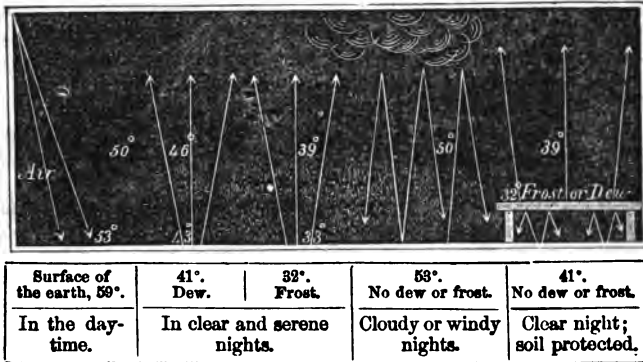 50° 46° 39° 50° 39°
Air
32° Frost or Dew
53° 33°
Surface of
the earth, 59°.
41°.
Dew.
32°.
Frost.
53°.
No dew or frost.
41°.
No dew or frost.
In the day-
time.
In clear and serene
nights.
Cloudy or windy
nights.
Clear night;
soil protected.